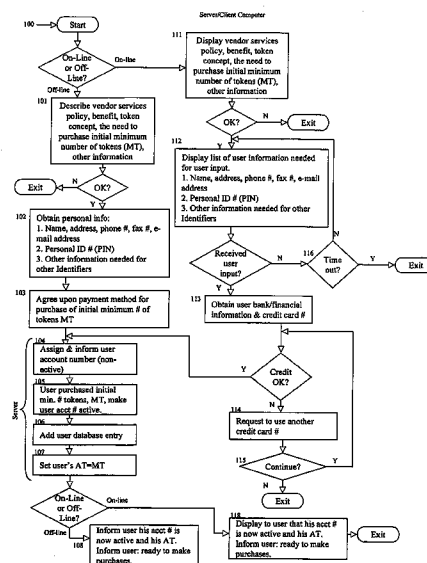 Server/Client Computer
100
Start
On-Line
or Off-
Line?
On-line
Off-line
111
Display vendor services
policy, benefit, token
concept, the need to
purchase initial minimum
number of tokens (MT),
other information
101
Describe vendor services
policy, benefit, token
concept, the need to
purchase initial minimum
number of tokens (MT),
other information
OK?
N
Exit
Y
112
Display list of user information needed
for user input.
1. Name, address, phone #, fax #, e-mail
address
2. Personal ID # (PIN)
3. Other information needed for other
Identifiers
Exit
N
OK?
Y
102
Obtain personal info:
1. Name, address, phone #, fax #, e-
mail address
2. Personal ID # (PIN)
3. Other information needed for
other Identifiers
Received
user
input?
N
Y
116
Time
out?
N
Y
Exit
103
Agree upon payment method for
purchase of initial minimum # of
tokens MT
113
Obtain user bank/financial
information & credit card #
Server
104
Assign & inform user
account number (non-
active)
105
User purchased initial
min. # tokens, MT, make
user acct # active.
106
Add user database entry
107
Set user's AT=MT
Credit
OK?
Y
N
114
Request to use another
credit card #
115
Continue?
Y
N
Exit
On-Line
or Off-
Line?
On-line
Off-line
108
Inform user his acct # is
now active and his AT.
Inform user: ready to make
purchases.
118
Display to user that his acct #
is now active and his AT.
Inform user: ready to make
purchases.
Exit